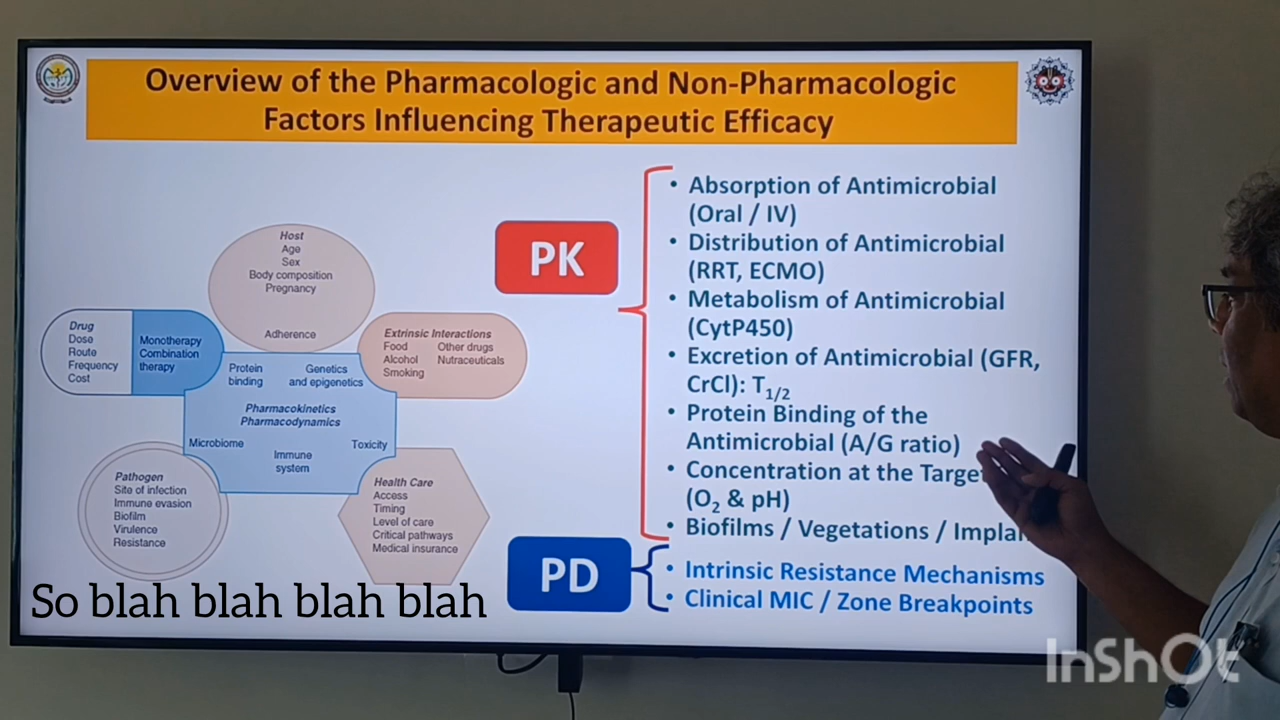 Overview of the Pharmacologic and Non-Pharmacologic
Factors Influencing Therapeutic Efficacy
Host
Age
Sex
Body composition
Pregnancy
Adherence
Drug
Dose
Route
Frequency
Cost
Monotherapy
Combination
therapy
Extrinsic Interactions
Food Other drugs
Alcohol Nutraceuticals
Smoking
Protein
binding
Genetics
and epigenetics
Pharmacokinetics
Pharmacodynamics
Microbiome
Toxicity
Immune
system
Pathogen
Site of infection
Immune evasion
Biofilm
Virulence
Resistance
Health Care
Access
Timing
Level of care
Critical pathways
Medical insurance
PK
• Absorption of Antimicrobial
(Oral / IV)
• Distribution of Antimicrobial
(RRT, ECMO)
• Metabolism of Antimicrobial
(CytP450)
• Excretion of Antimicrobial (GFR,
CrCl): T1/2
• Protein Binding of the
Antimicrobial (A/G ratio)
• Concentration at the Target
(O2 & pH)
• Biofilms / Vegetations /
PD
• Intrinsic Resistance Mechanisms
• Clinical MIC / Zone Breakpoints
So blah blah blah blah
InShOt